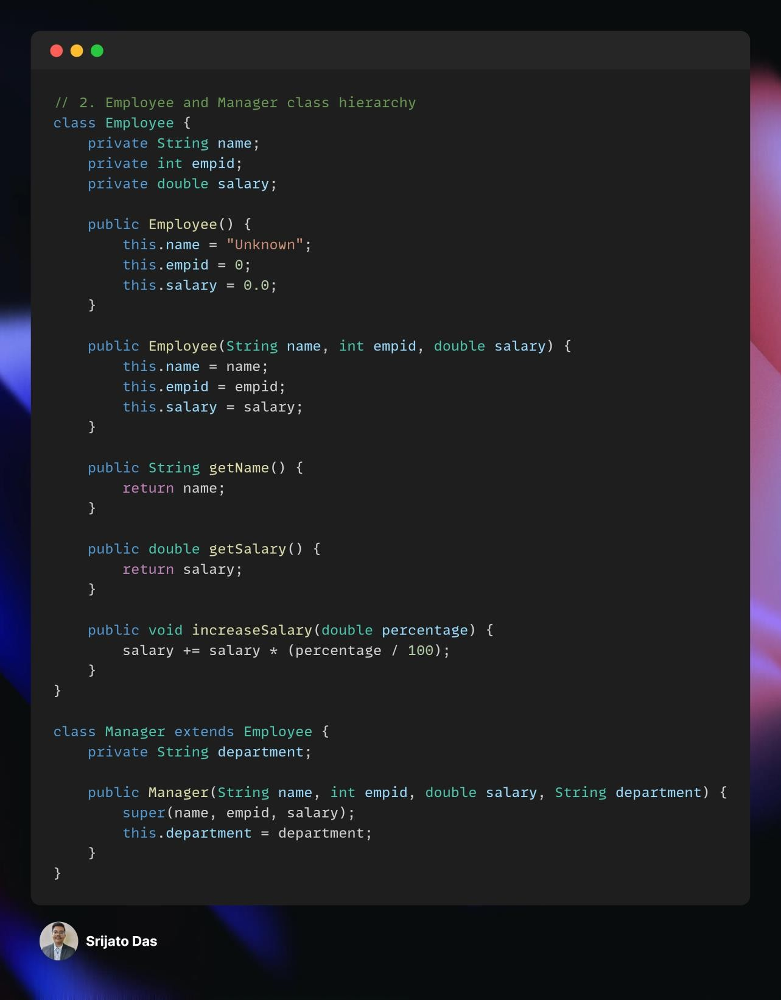 // 2. Employee and Manager class hierarchy
class Employee {
    private String name;
    private int empid;
    private double salary;

    public Employee() {
        this.name = "Unknown";
        this.empid = 0;
        this.salary = 0.0;
    }

    public Employee(String name, int empid, double salary) {
        this.name = name;
        this.empid = empid;
        this.salary = salary;
    }

    public String getName() {
        return name;
    }

    public double getSalary() {
        return salary;
    }

    public void increaseSalary(double percentage) {
        salary += salary * (percentage / 100);
    }
}

class Manager extends Employee {
    private String department;

    public Manager(String name, int empid, double salary, String department) {
        super(name, empid, salary);
        this.department = department;
    }
}
Srijato Das